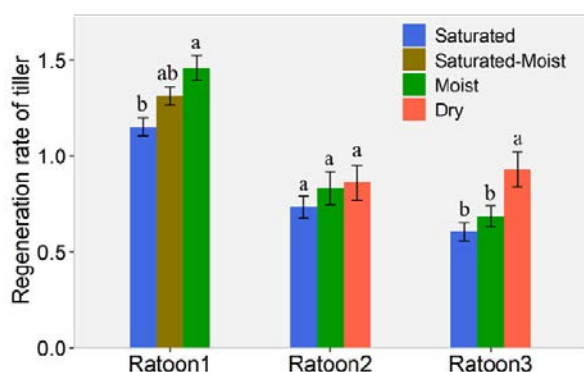 Regeneration rate of tiller
1.5
1.0
0.5
0.0
Saturated
Saturated-Moist
Moist
Dry
b
ab
a
a
a
a
b
b
a
Ratoon1
Ratoon2
Ratoon3